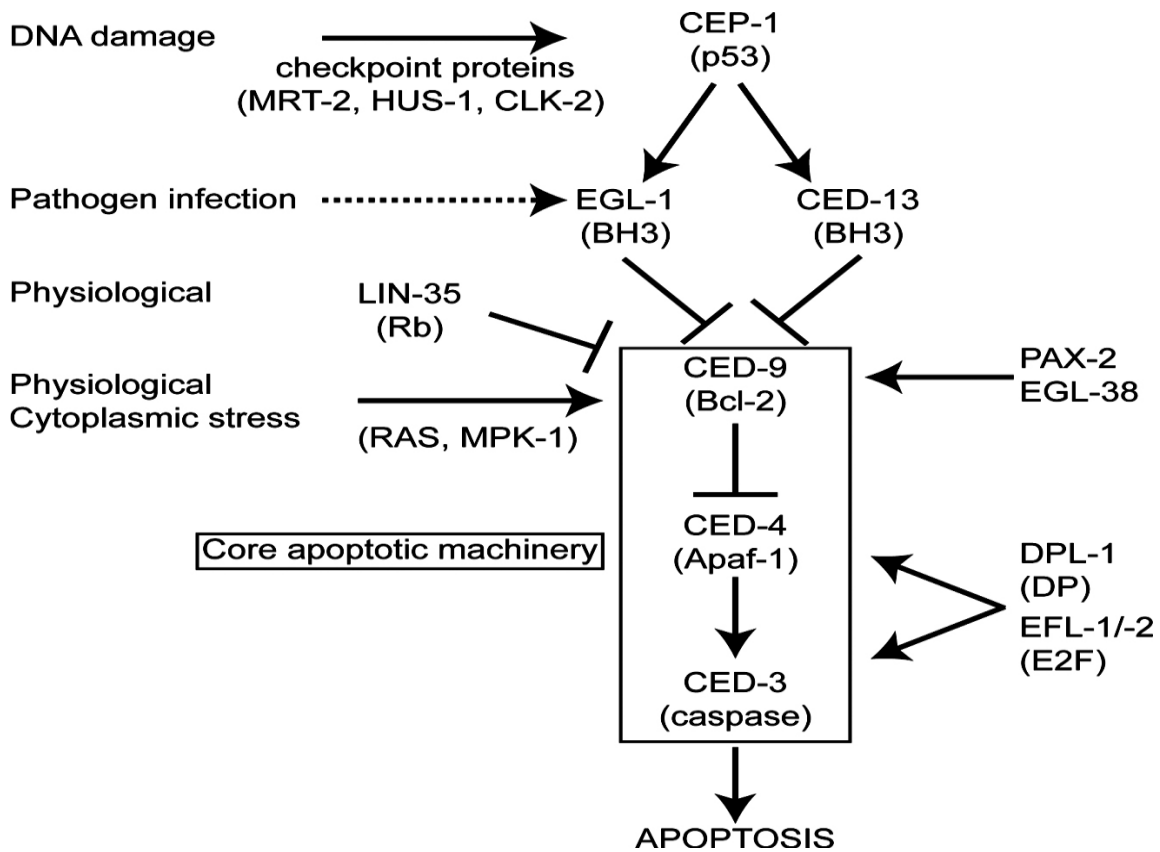 DNA damage
checkpoint proteins
(MRT-2, HUS-1, CLK-2)
CEP-1
(p53)
Pathogen infection
EGL-1
(BH3)
CED-13
(BH3)
Physiological
LIN-35
(Rb)
Physiological
Cytoplasmic stress
(RAS, MPK-1)
CED-9
(Bcl-2)
PAX-2
EGL-38
Core apoptotic machinery
CED-4
(Apaf-1)
DPL-1
(DP)
EFL-1/-2
(E2F)
CED-3
(caspase)
APOPTOSIS